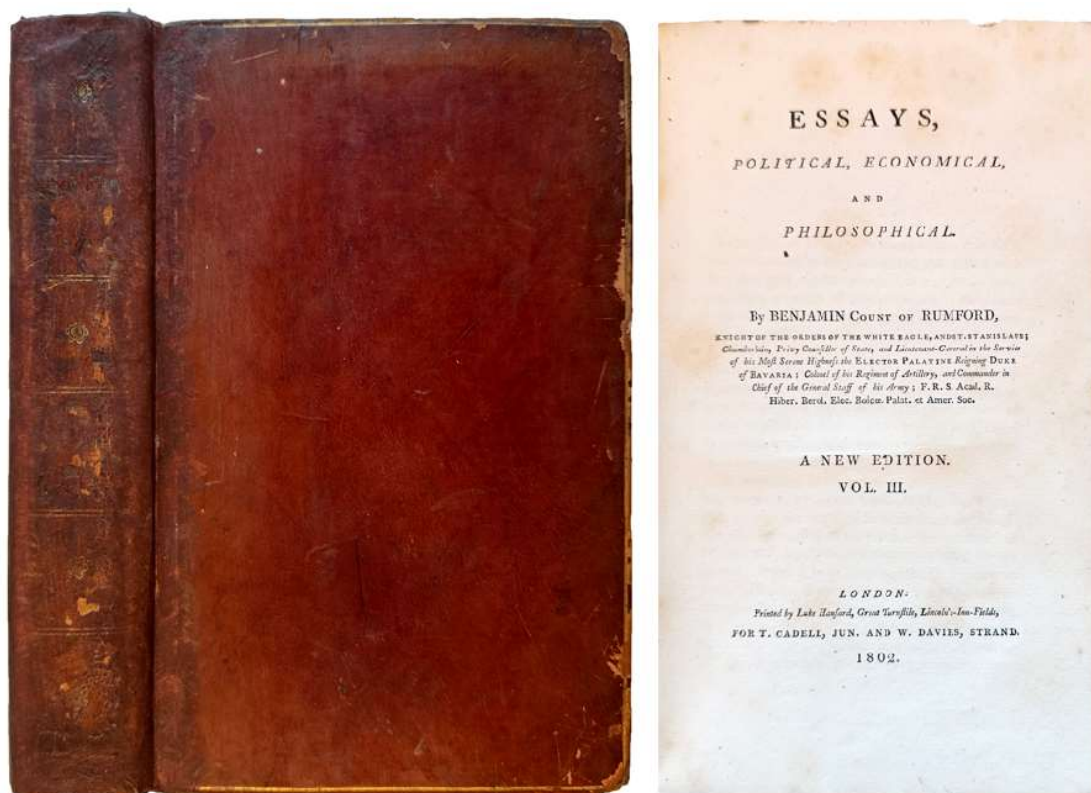 ESSAYS,
POLITICAL, ECONOMICAL,
AND
PHILOSOPHICAL.
By BENJAMIN COUNT OF RUMFORD,
KNIGHT OF THE ORDERS OF THE WHITE EAGLE, AND ST. STANISLAUS;
Chamberlain, Privy Counsellor of State, and Lieutenant-General in the Service
of his Most Serene Highness the ELECTOR PALATINE Reigning DUKE
of BAVARIA; Colonel of his Regiment of Artillery, and Commander in
Chief of the General Staff of his Army; F. R. S. Acad. R.
Hiber. Berol. Elec. Boicœ. Palat. et Amer. Soc.
A NEW EDITION.
VOL. III.
LONDON:
Printed by Luke Hansard, Great Turnstile, Lincoln's-Inn-Fields,
FOR T. CADELL, JUN. AND W. DAVIES, STRAND.
1802.